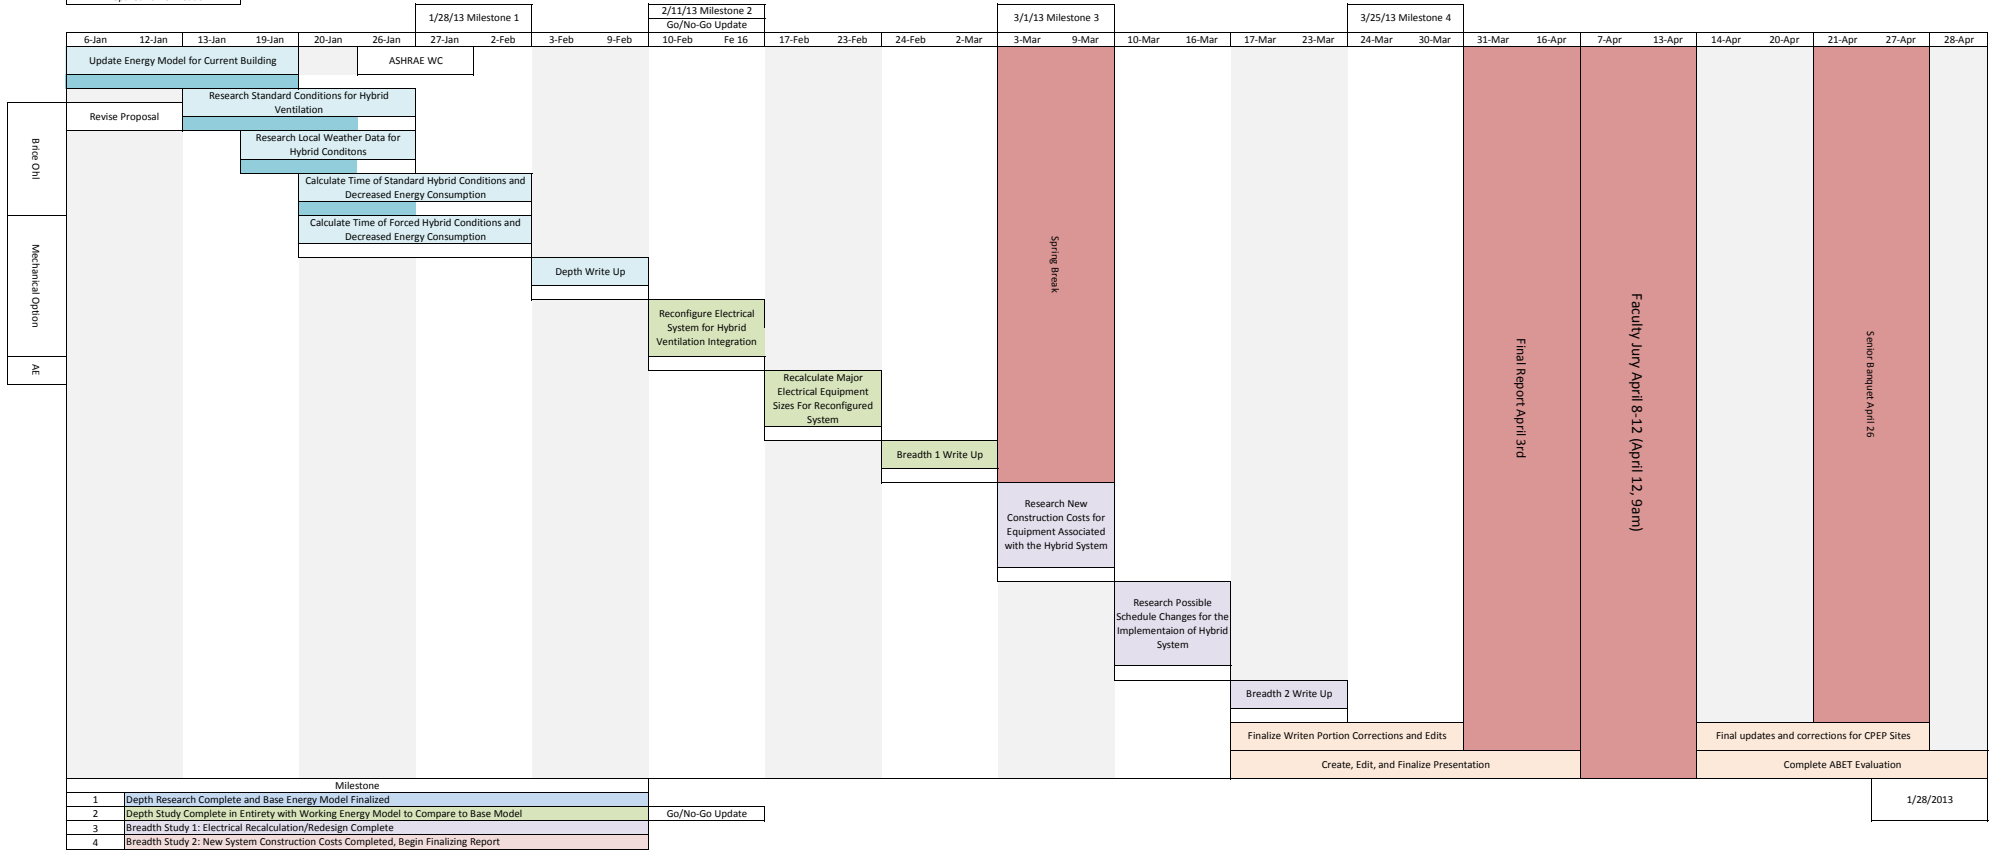 1/28/13 Milestone 1
2/11/13 Milestone 2
Go/No-Go Update
3/1/13 Milestone 3
3/25/13 Milestone 4
6-Jan 12-Jan 13-Jan 19-Jan 20-Jan 26-Jan 27-Jan 2-Feb 3-Feb 9-Feb 10-Feb Fe 16 17-Feb 23-Feb 24-Feb 2-Mar 3-Mar 9-Mar 10-Mar 16-Mar 17-Mar 23-Mar 24-Mar 30-Mar 31-Mar 16-Apr 7-Apr 13-Apr 14-Apr 20-Apr 21-Apr 27-Apr 28-Apr
Update Energy Model for Current Building
ASHRAE WC
Research Standard Conditions for Hybrid
Ventilation
Revise Proposal
Research Local Weather Data for
Hybrid Conditons
Calculate Time of Standard Hybrid Conditions and
Decreased Energy Consumption
Calculate Time of Forced Hybrid Conditions and
Decreased Energy Consumption
Brice Ohl
Mechanical Option
AE
Depth Write Up
Reconfigure Electrical
System for Hybrid
Ventilation Integration
Recalculate Major
Electrical Equipment
Sizes For Reconfigured
System
Breadth 1 Write Up
Spring Break
Research New
Construction Costs for
Equipment Associated
with the Hybrid System
Research Possible
Schedule Changes for the
Implementaion of Hybrid
System
Breadth 2 Write Up
Final Report April 3rd
Faculty Jury April 8-12 (April 12, 9am)
Senior Banquet April 26
Finalize Writen Portion Corrections and Edits
Final updates and corrections for CPEP Sites
Create, Edit, and Finalize Presentation
Complete ABET Evaluation
Milestone
1 Depth Research Complete and Base Energy Model Finalized
2 Depth Study Complete in Entirety with Working Energy Model to Compare to Base Model Go/No-Go Update
3 Breadth Study 1: Electrical Recalculation/Redesign Complete
4 Breadth Study 2: New System Construction Costs Completed, Begin Finalizing Report
1/28/2013